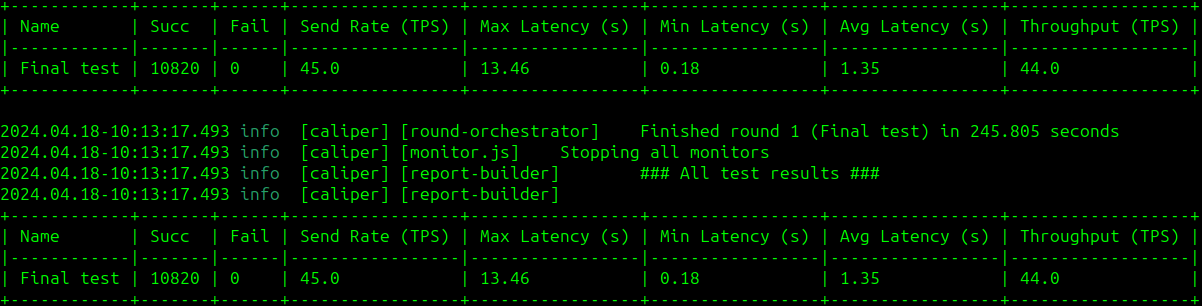 +-------------+-------+------+-----------------+-----------------+-----------------+-----------------+------------------+
| Name        | Succ  | Fail | Send Rate (TPS) | Max Latency (s) | Min Latency (s) | Avg Latency (s) | Throughput (TPS) |
|-------------|-------|------|-----------------|-----------------|-----------------|-----------------|------------------|
| Final test  | 10820 | 0    | 45.0            | 13.46           | 0.18            | 1.35            | 44.0             |
+-------------+-------+------+-----------------+-----------------+-----------------+-----------------+------------------+
2024.04.18-10:13:17.493 info  [caliper] [round-orchestrator]    Finished round 1 (Final test) in 245.805 seconds
2024.04.18-10:13:17.493 info  [caliper] [monitor.js]    Stopping all monitors
2024.04.18-10:13:17.493 info  [caliper] [report-builder]        ### All test results ###
2024.04.18-10:13:17.493 info  [caliper] [report-builder]
+-------------+-------+------+-----------------+-----------------+-----------------+-----------------+------------------+
| Name        | Succ  | Fail | Send Rate (TPS) | Max Latency (s) | Min Latency (s) | Avg Latency (s) | Throughput (TPS) |
|-------------|-------|------|-----------------|-----------------|-----------------|-----------------|------------------|
| Final test  | 10820 | 0    | 45.0            | 13.46           | 0.18            | 1.35            | 44.0             |
+-------------+-------+------+-----------------+-----------------+-----------------+-----------------+------------------+